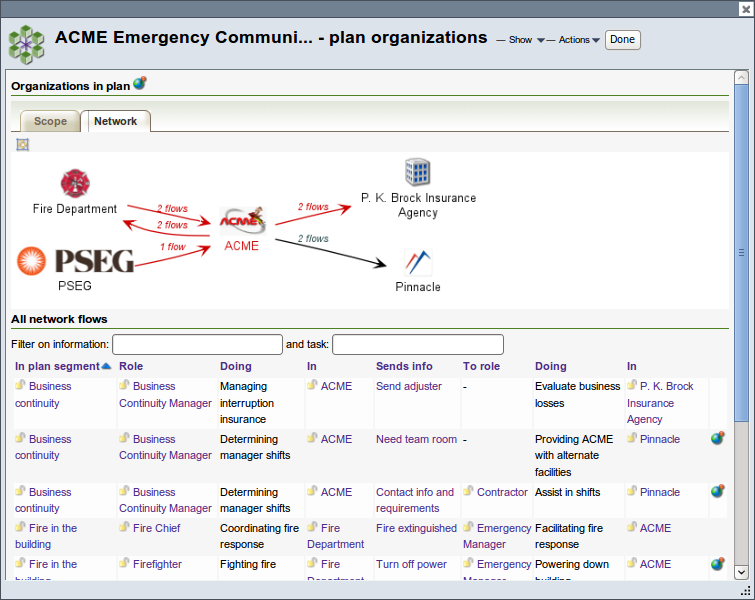 ACME Emergency Communi... - plan organizations — Show — Actions Done
Organizations in plan
Scope Network
Fire Department
2 flows
2 flows
1 flow
PSEG
PSEG
ACME
ACME
2 flows
2 flows
P. K. Brock Insurance
Agency
Pinnacle
All network flows
Filter on information: and task:
In plan segment Role Doing In Sends info To role Doing In
Business Business Managing ACME Send adjuster - Evaluate business P. K. Brock
continuity Continuity Manager interruption losses Insurance
insurance Agency
Business Business Determining ACME Need team room - Providing ACME Pinnacle
continuity Continuity Manager manager shifts with alternate
facilities
Business Business Determining ACME Contact info and Contractor Assist in shifts Pinnacle
continuity Continuity Manager manager shifts requirements
Fire in the Fire Chief Coordinating fire Fire Fire extinguished Emergency Facilitating fire ACME
building response Department Manager response
Fire in the Firefighter Fighting fire Fire Turn off power Emergency Powering down ACME
building Department Manager building